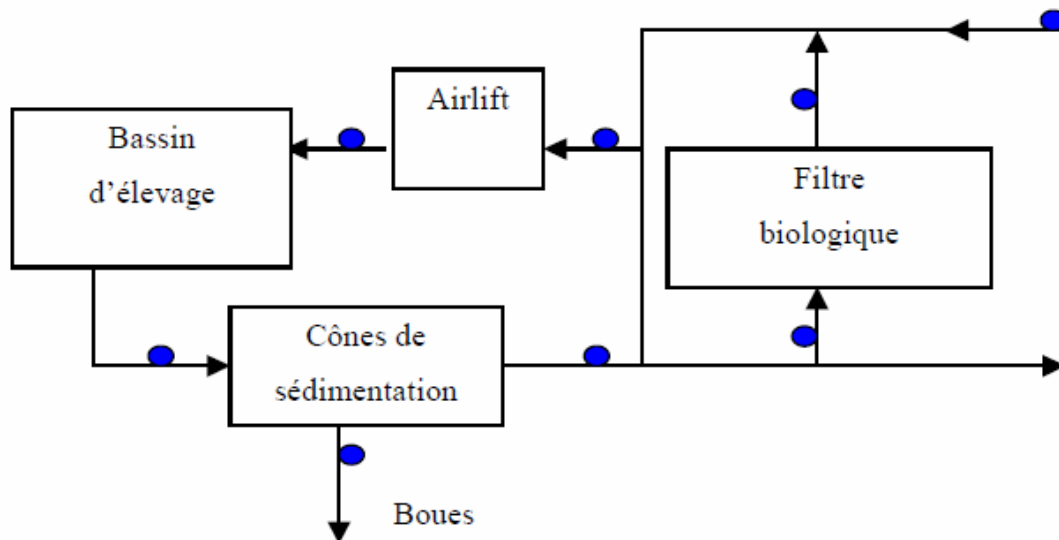 Airlift
Bassin
d'élevage
Filtre
biologique
Cônes de
sédimentation
Boues